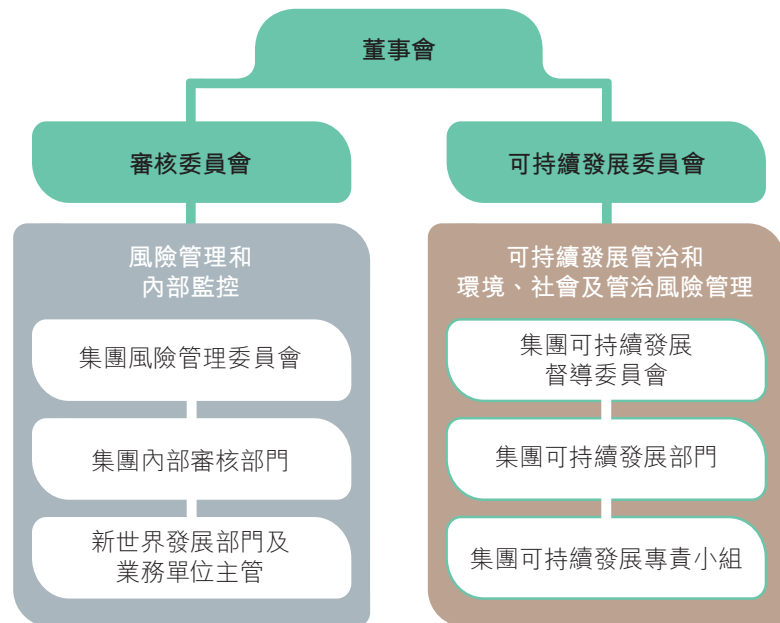 董事會
審核委員會
風險管理和
內部監控
集團風險管理委員會
集團內部審核部門
新世界發展部門及
業務單位主管
可持續發展委員會
可持續發展管治和
環境、社會及管治風險管理
集團可持續發展
督導委員會
集團可持續發展部門
集團可持續發展專責小組